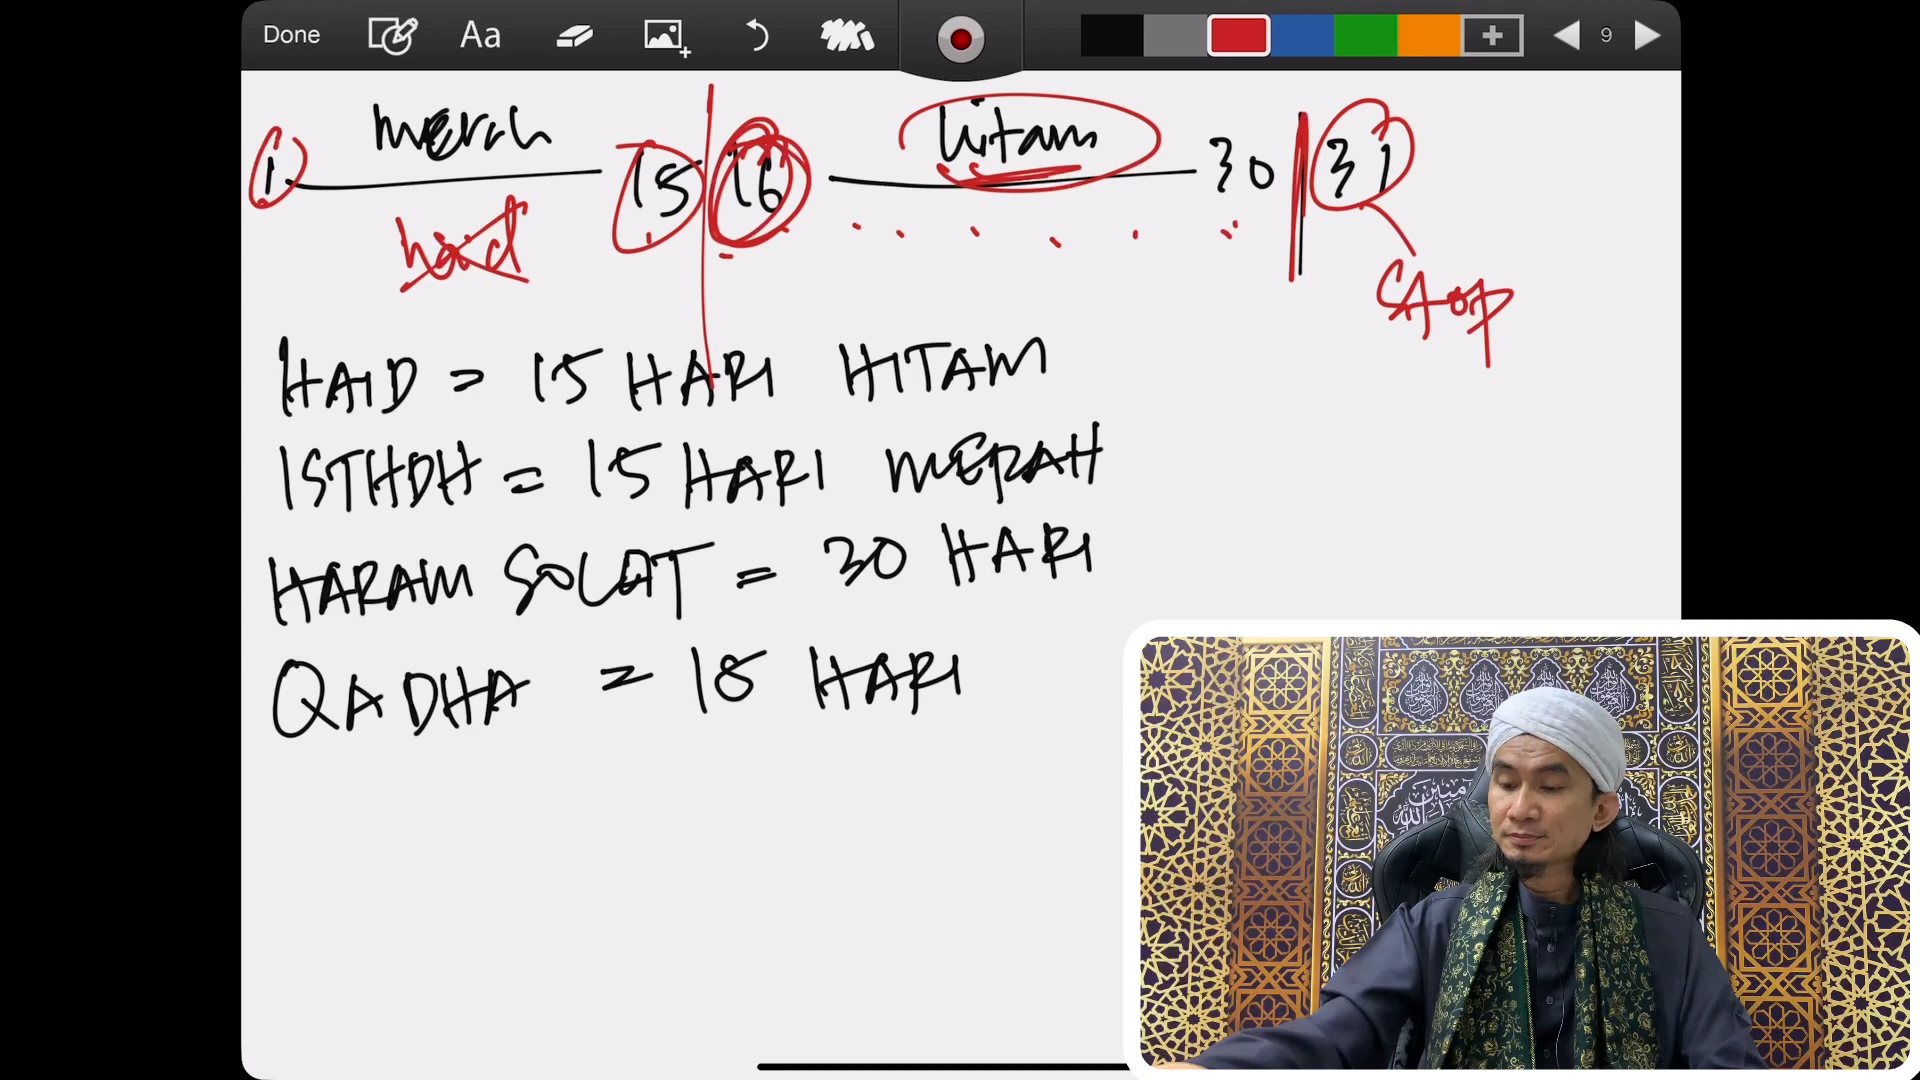 Done Aa 9
merah hitam
1 15 16 30 31
haid
Stop
HAID = 15 HARI HITAM
ISTHDH = 15 HARI MERAH
HARAM SOLAT = 30 HARI
QADHA = 15 HARI